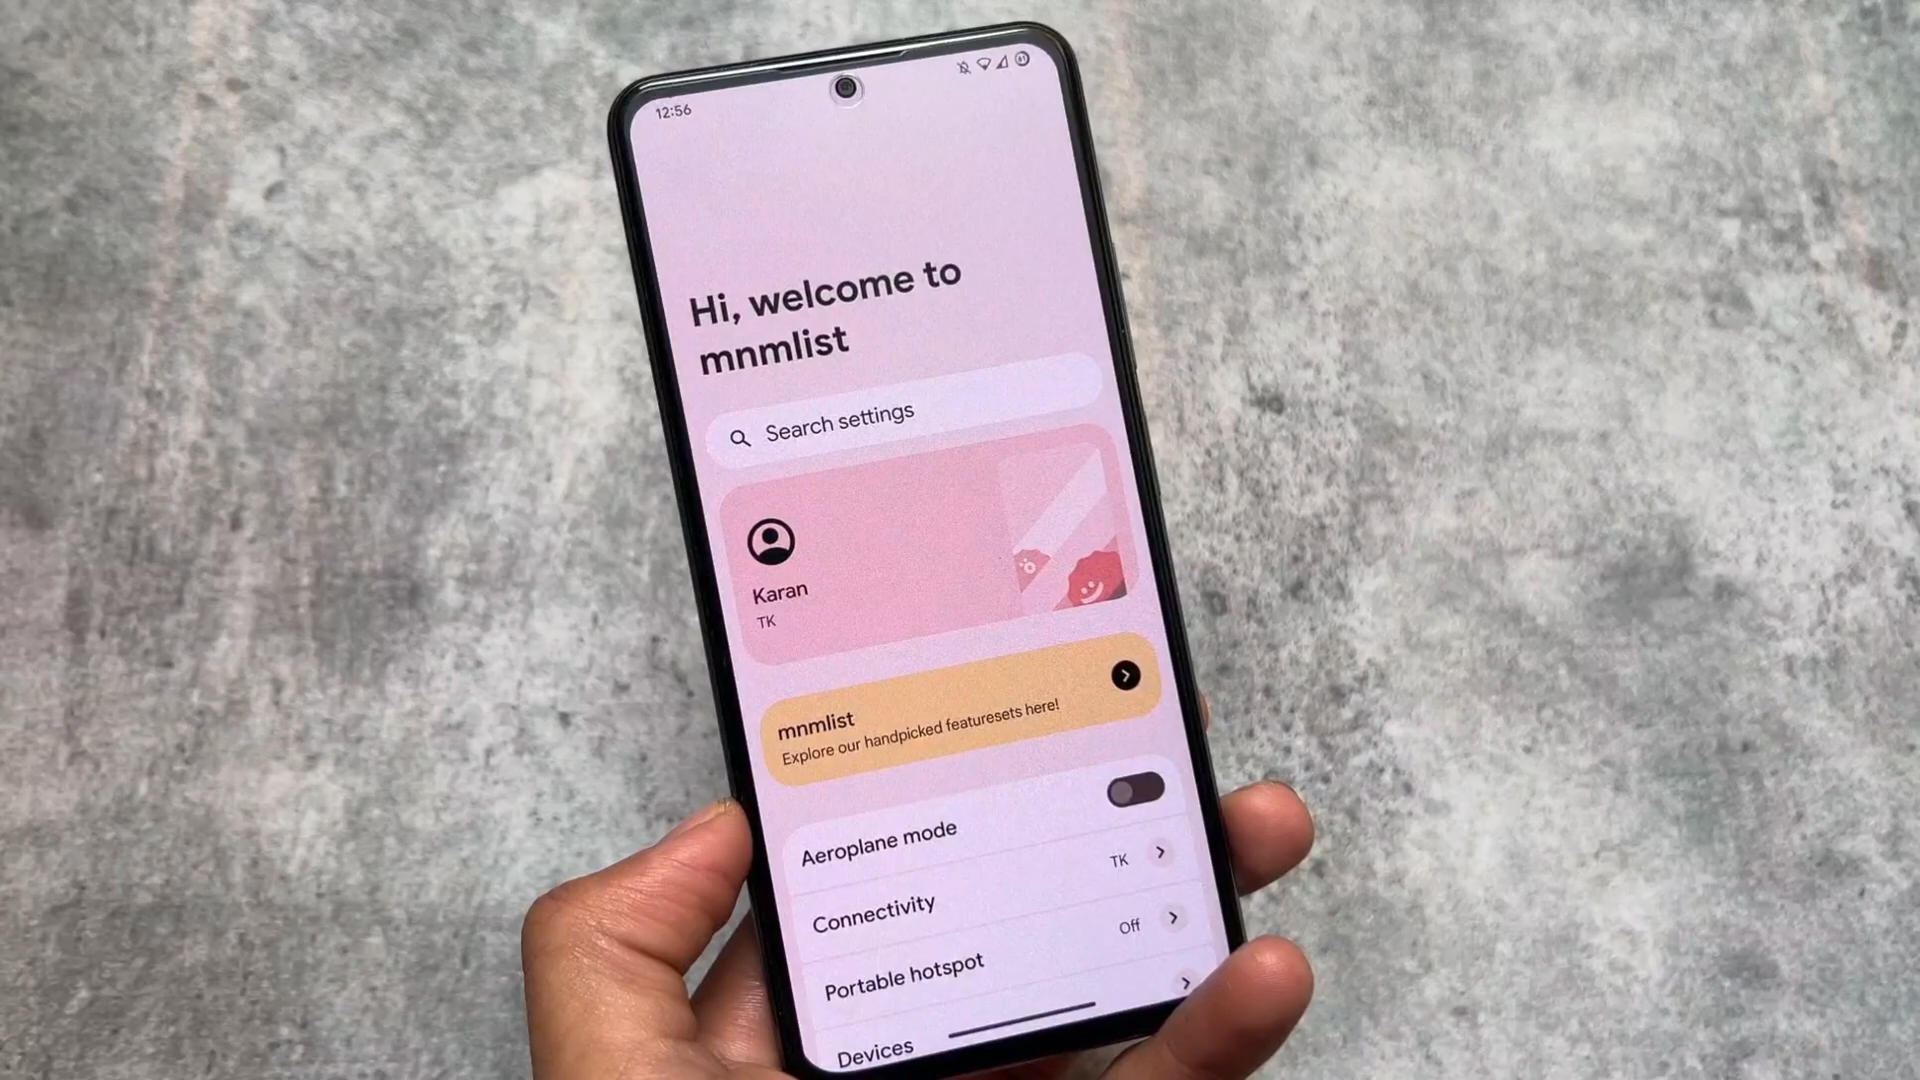 12:56
61
Hi, welcome to
mnmlist
Search settings
Karan
TK
mnmlist
Explore our handpicked featuresets here!
Aeroplane mode
Connectivity
TK
Portable hotspot
Off
Devices